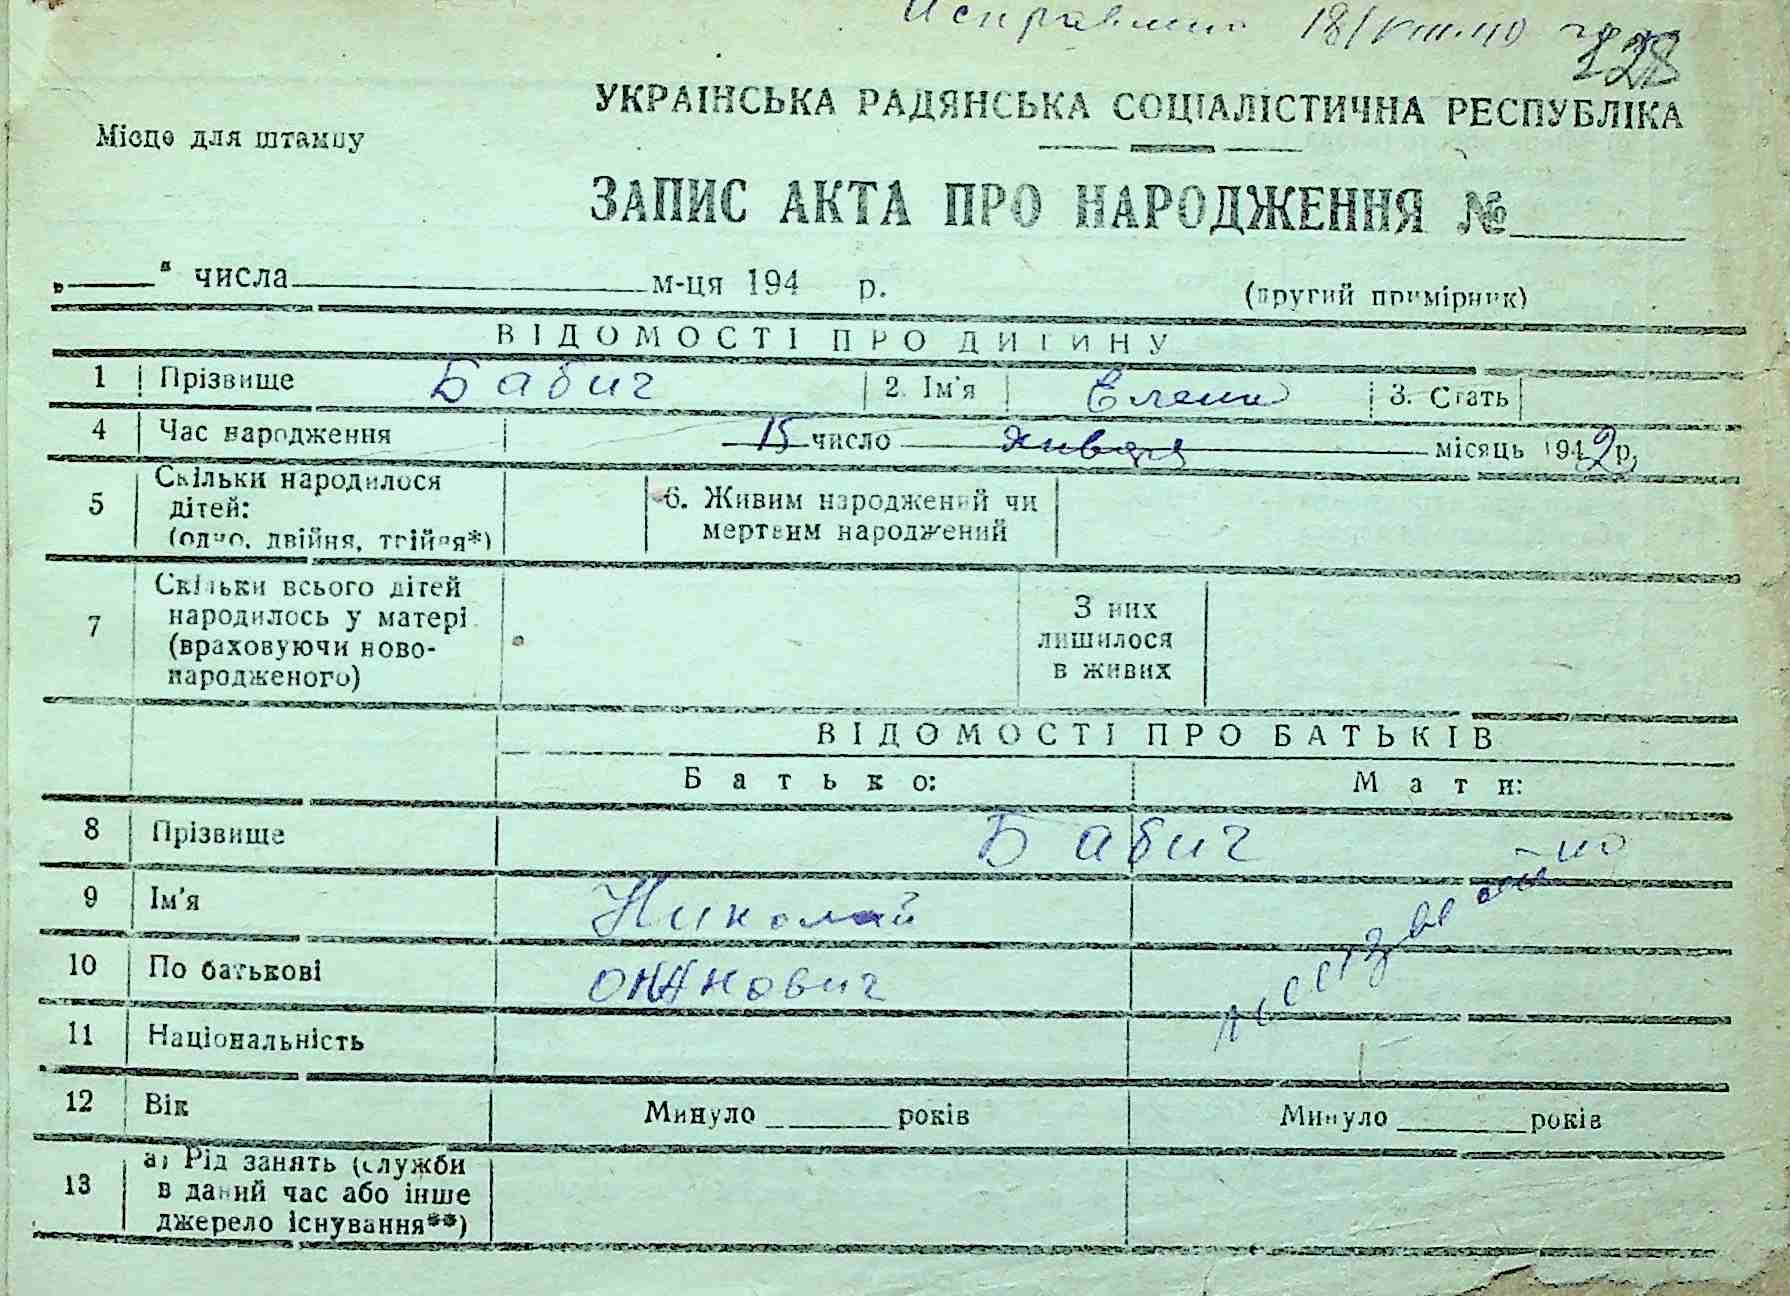 Исправлено 18/VIII.40
128
УКРАЇНСЬКА РАДЯНСЬКА СОЦІАЛІСТИЧНА РЕСПУБЛІКА
Місце для штампу
ЗАПИС АКТА ПРО НАРОДЖЕННЯ №
„ “ числа м-ця 194 р.
(другий примірник)
ВІДОМОСТІ ПРО ДИТИНУ
1 Прізвище Бабич 2. Ім'я Елена 3. Стать
4 Час народження 15 число января місяць 1942 р.
5 Скільки народилося дітей: (одно, двійня, трійня*)
6. Живим народжений чи мертвим народжений
7 Скільки всього дітей народилось у матері (враховуючи ново-народженого)
З них лишилося в живих
ВІДОМОСТІ ПРО БАТЬКІВ
Батько: Мати:
8 Прізвище Бабич
9 Ім'я Николай
10 По батькові
11 Національність
12 Вік Минуло років Минуло років
13 а) Рід занять (служби в даний час або інше джерело існування**)